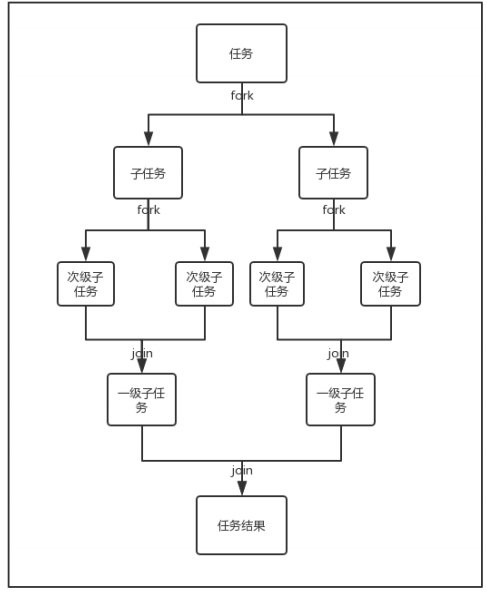 任务
fork
子任务
子任务
fork
fork
次级子
任务
次级子
任务
次级子
任务
次级子
任务
join
join
一级子任
务
一级子任
务
join
任务结果